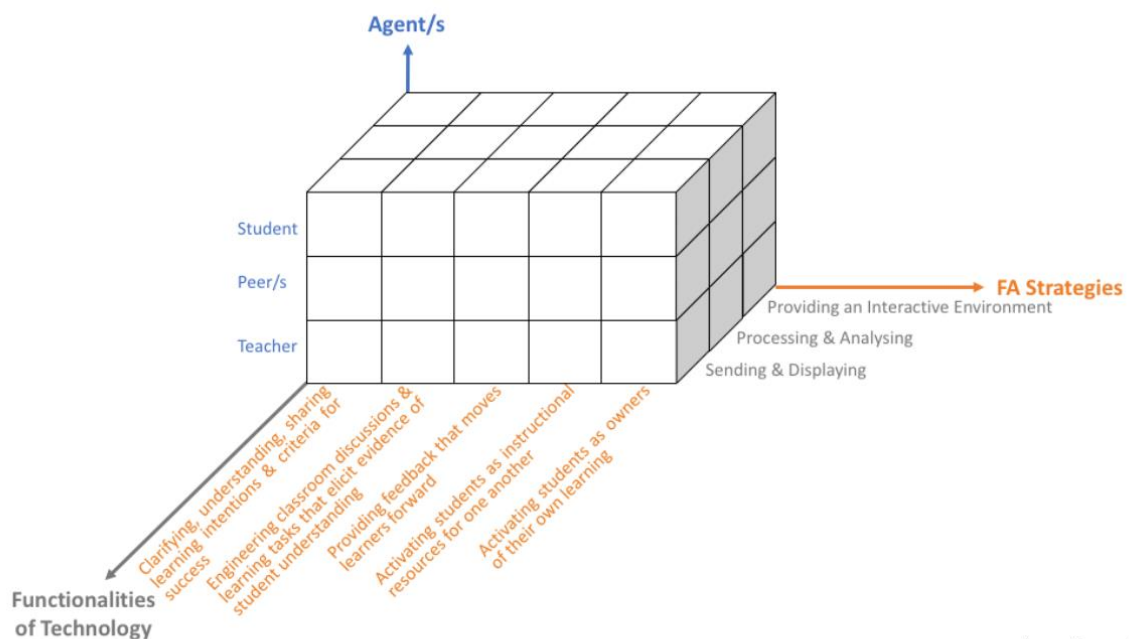 Agent/s
Student
Peer/s
Teacher
FA Strategies
Providing an Interactive Environment
Processing & Analysing
Sending & Displaying
Clarifying, understanding, sharing
learning intentions & criteria for
success
Engineering classroom discussions &
learning tasks that elicit evidence of
student understanding
Providing feedback that moves
learners forward
Activating students as instructional
resources for one another
Activating students as owners
of their own learning
Functionalities
of Technology